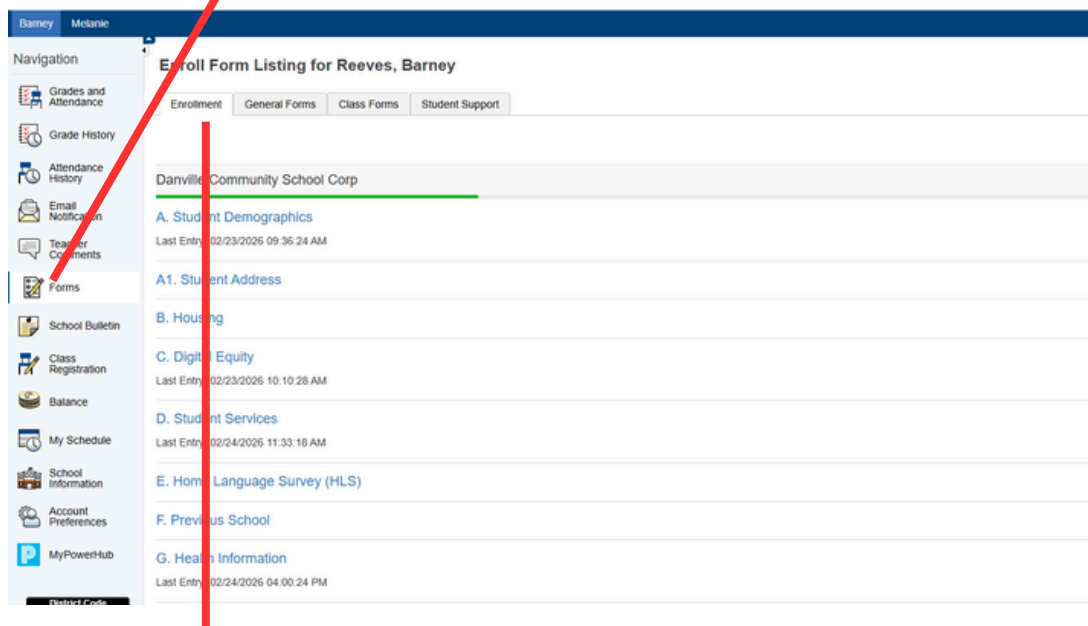 Barney Melanie
Navigation
Enroll Form Listing for Reeves, Barney
Grades and
Attendance
Enrollment General Forms Class Forms Student Support
Grade History
Attendance
History
Danville Community School Corp
Email
Notification
A. Student Demographics
Last Entry: 02/23/2026 09:36:24 AM
Teacher
Comments
A1. Student Address
Forms
B. Housing
School Bulletin
C. Digital Equity
Class
Registration
Last Entry: 02/23/2026 10:10:28 AM
Balance
D. Student Services
My Schedule
Last Entry: 02/24/2026 11:33:18 AM
School
Information
E. Home Language Survey (HLS)
Account
Preferences
F. Previous School
MyPowerHub
G. Health Information
Last Entry: 02/24/2026 04:00:24 PM
District Code